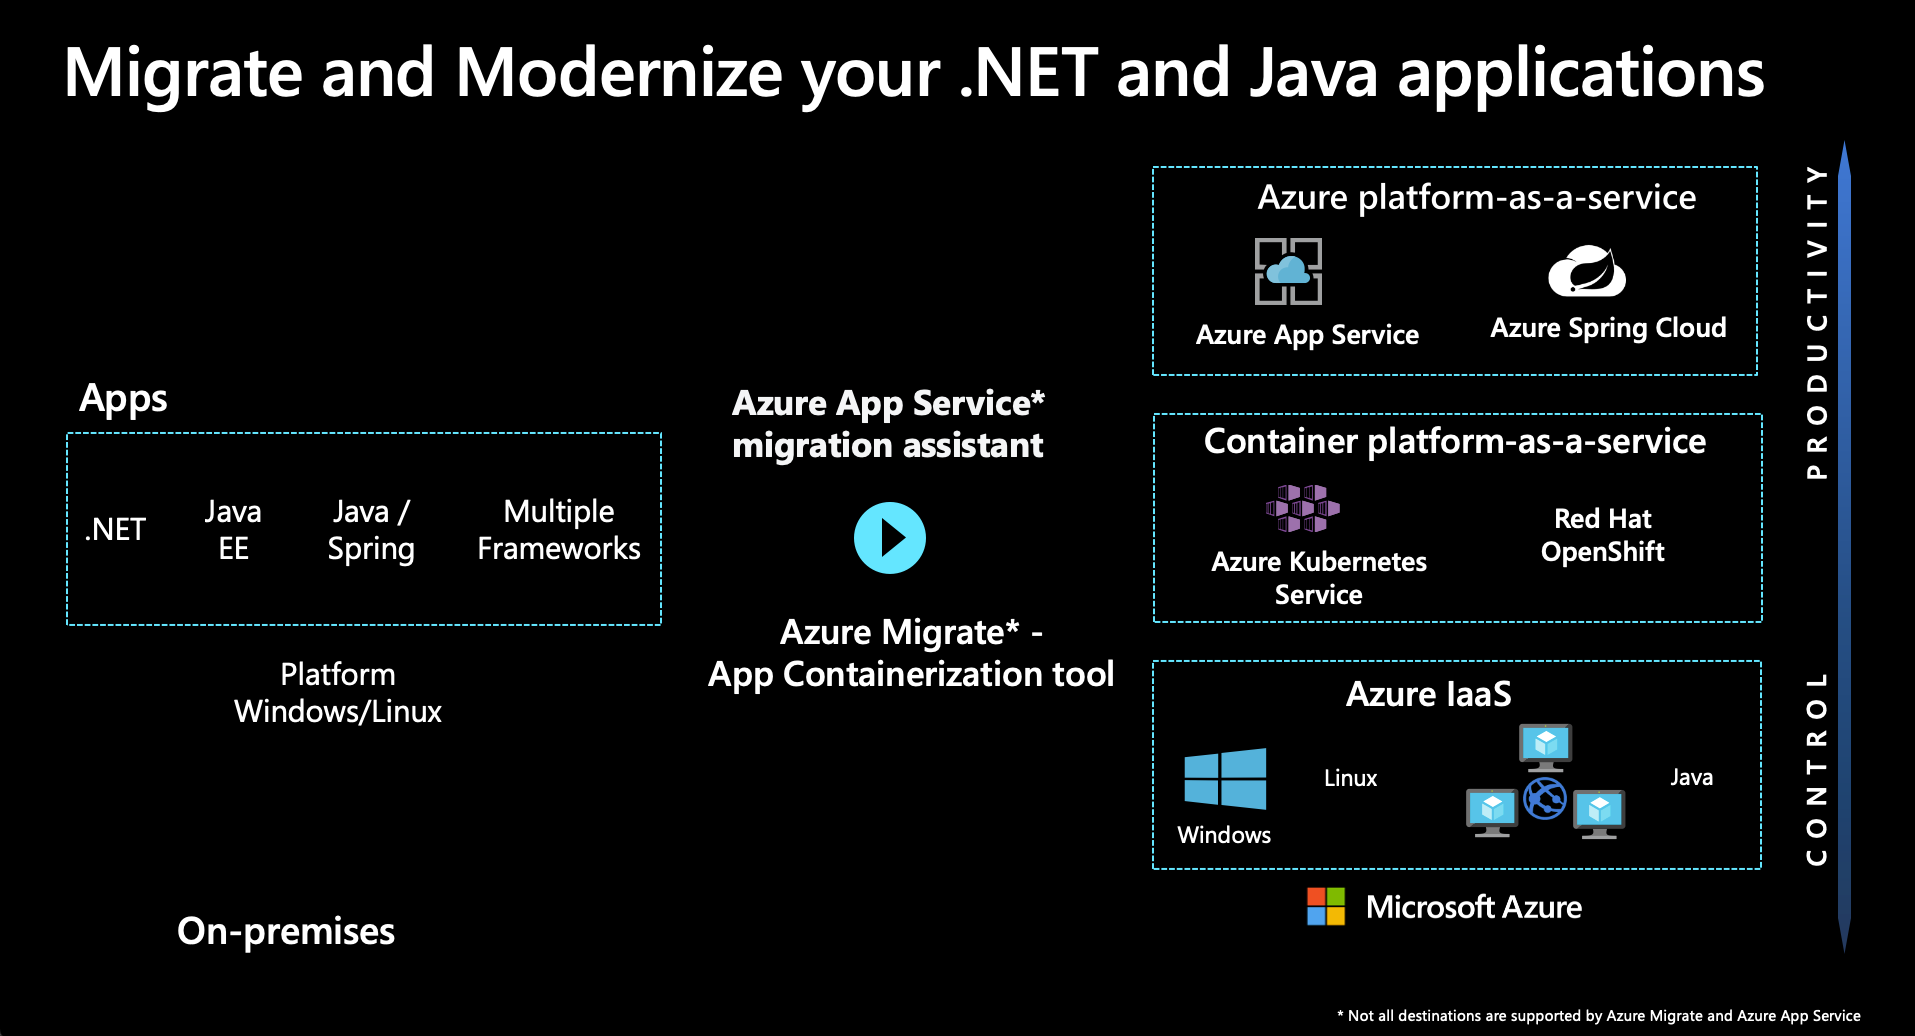 Migrate and Modernize your .NET and Java applications
Apps
.NET
Java
EE
Java /
Spring
Multiple
Frameworks
Platform
Windows/Linux
On-premises
Azure App Service*
migration assistant
Azure Migrate* -
App Containerization tool
Azure platform-as-a-service
Azure App Service
Azure Spring Cloud
Container platform-as-a-service
Azure Kubernetes
Service
Red Hat
OpenShift
Azure IaaS
Windows
Linux
Java
Microsoft Azure
PRODUCTIVITY
CONTROL
* Not all destinations are supported by Azure Migrate and Azure App Service